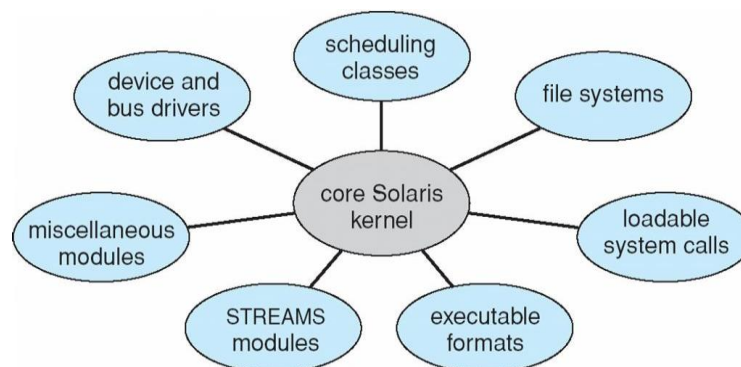 scheduling
classes
device and
bus drivers
file systems
core Solaris
kernel
miscellaneous
modules
loadable
system calls
STREAMS
modules
executable
formats